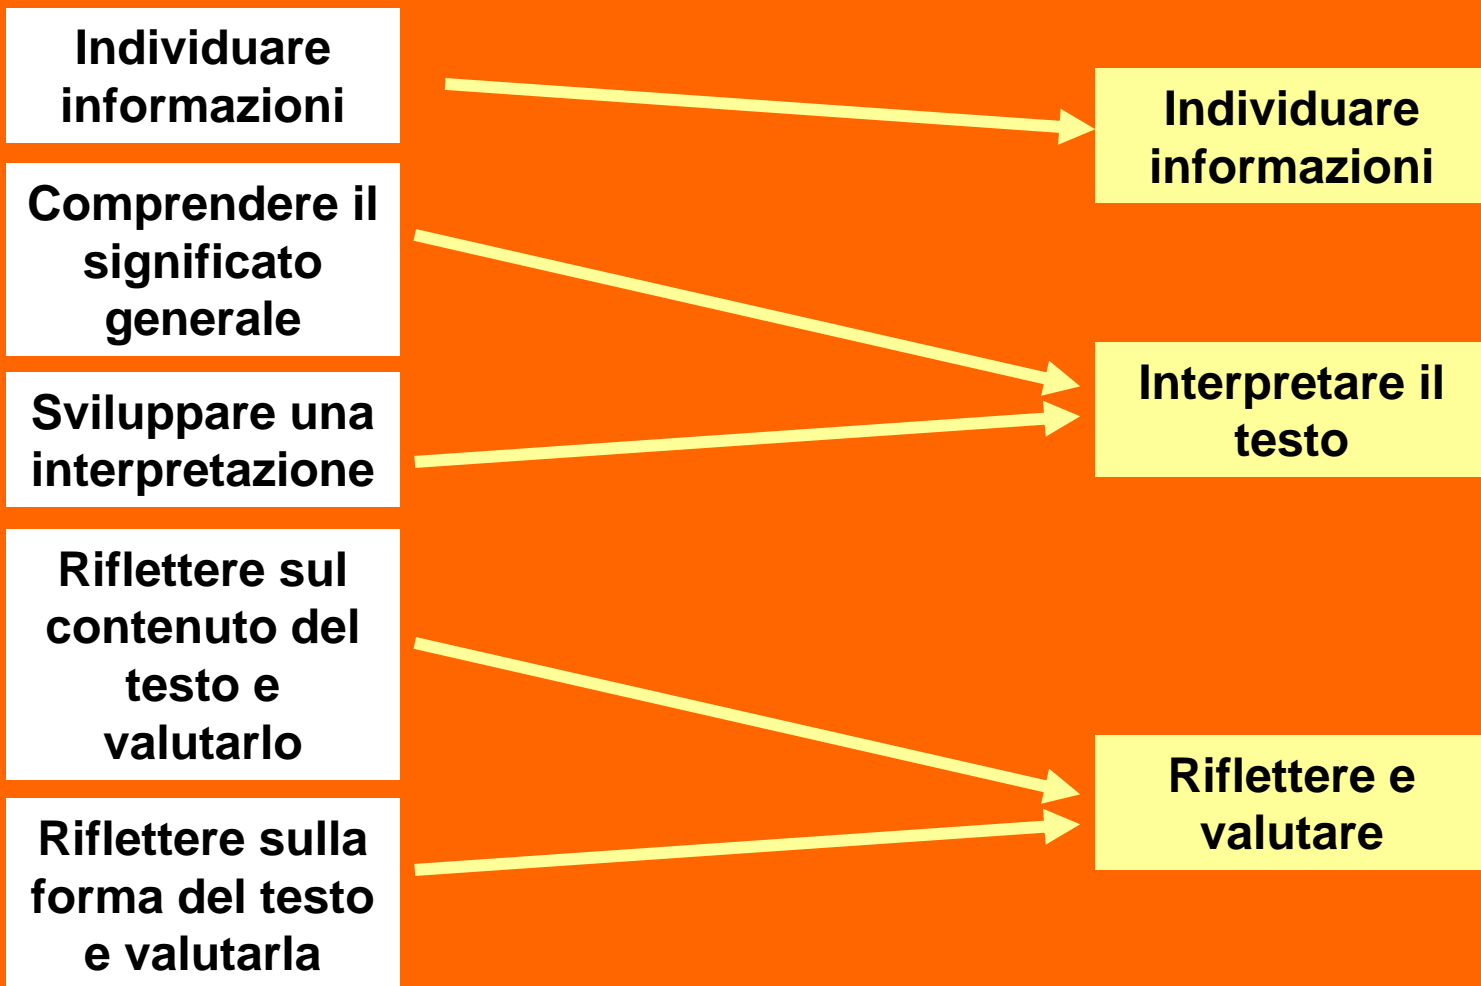 Individuare
informazioni
Comprendere il
significato
generale
Sviluppare una
interpretazione
Riflettere sul
contenuto del
testo e
valutarlo
Riflettere sulla
forma del testo
e valutarla
Individuare
informazioni
Interpretare il
testo
Riflettere e
valutare